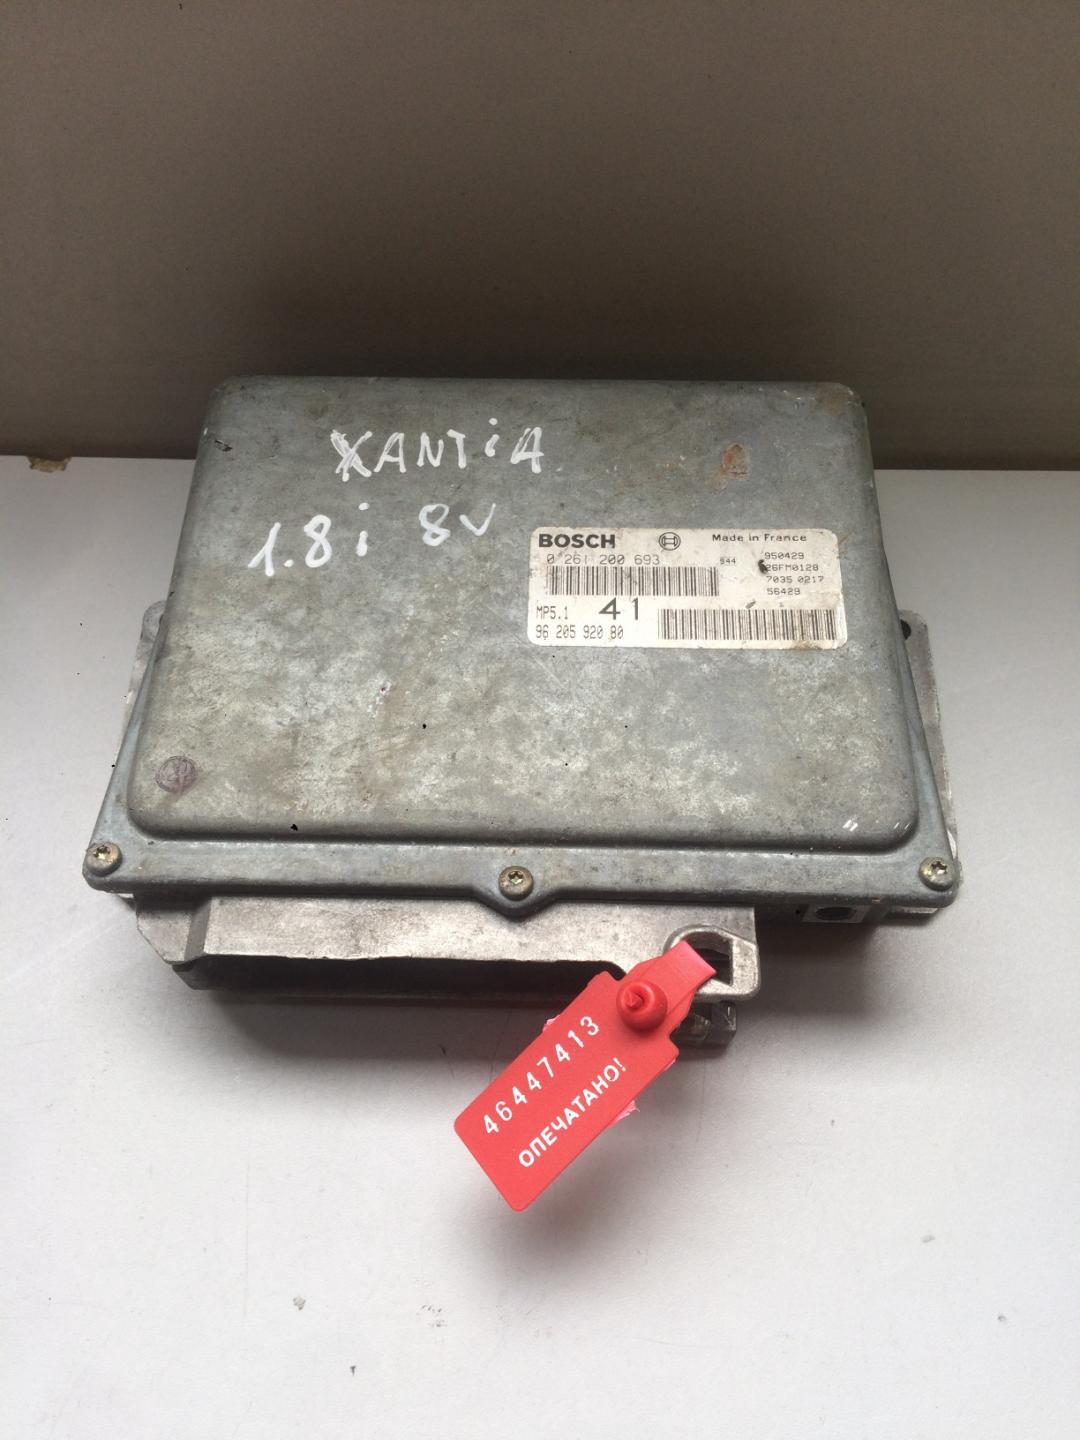 XANTiA
1.8i 8v
BOSCH Made in France
0 261 200 693
S44 950429
26FM0128
7035 0217
56429
MP5.1 41
96 205 920 80
46447413
ОПЕЧАТАНО!